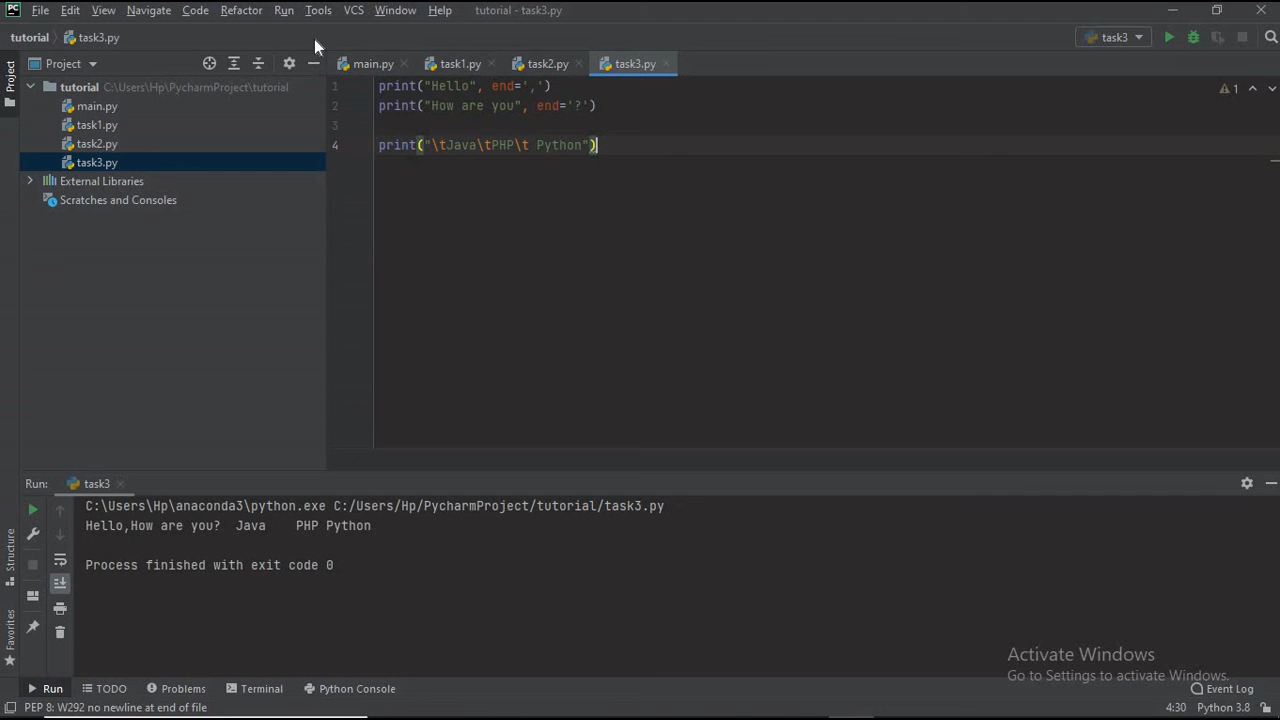 PC File Edit View Navigate Code Refactor Run Tools VCS Window Help tutorial - task3.py
tutorial task3.py task3
Project main.py task1.py task2.py task3.py
tutorial C:\Users\Hp\PycharmProject\tutorial
main.py
task1.py
task2.py
task3.py
External Libraries
Scratches and Consoles
Project
1 print("Hello", end=',')
2 print("How are you", end='?')
3
4 print("\tJava\tPHP\t Python")
1
Run: task3
C:\Users\Hp\anaconda3\python.exe C:/Users/Hp/PycharmProject/tutorial/task3.py
Hello,How are you? Java PHP Python
Process finished with exit code 0
Structure
Favorites
Activate Windows
Go to Settings to activate Windows.
Run TODO Problems Terminal Python Console Event Log
PEP 8: W292 no newline at end of file 4:30 Python 3.8